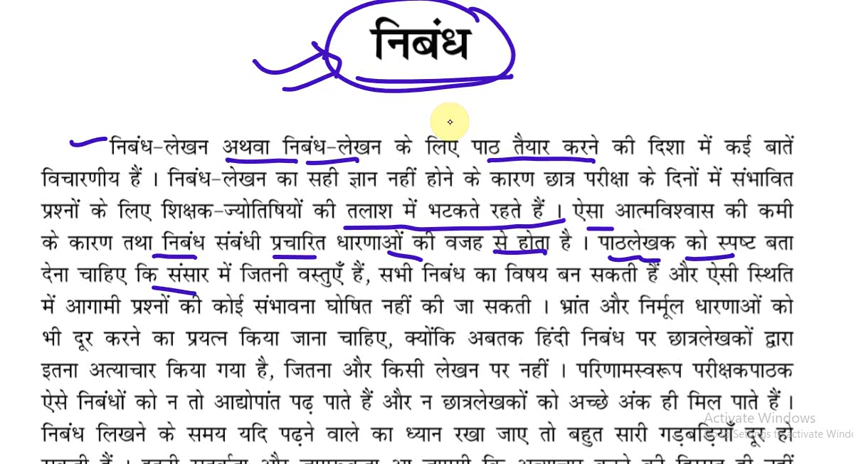 निबंध
निबंध-लेखन अथवा निबंध-लेखन के लिए पाठ तैयार करने की दिशा में कई बातें
विचारणीय हैं । निबंध-लेखन का सही ज्ञान नहीं होने के कारण छात्र परीक्षा के दिनों में संभावित
प्रश्नों के लिए शिक्षक-ज्योतिषियों की तलाश में भटकते रहते हैं । ऐसा आत्मविश्वास की कमी
के कारण तथा निबंध संबंधी प्रचारित धारणाओं की वजह से होता है । पाठलेखक को स्पष्ट बता
देना चाहिए कि संसार में जितनी वस्तुएँ हैं, सभी निबंध का विषय बन सकती हैं और ऐसी स्थिति
में आगामी प्रश्नों की कोई संभावना घोषित नहीं की जा सकती । भ्रांत और निर्मूल धारणाओं को
भी दूर करने का प्रयत्न किया जाना चाहिए, क्योंकि अबतक हिंदी निबंध पर छात्रलेखकों द्वारा
इतना अत्याचार किया गया है, जितना और किसी लेखन पर नहीं । परिणामस्वरूप परीक्षकपाठक
ऐसे निबंधों को न तो आद्योपांत पढ़ पाते हैं और न छात्रलेखकों को अच्छे अंक ही मिल पाते हैं ।
Activate Windows
निबंध लिखने के समय यदि पढ़ने वाले का ध्यान रखा जाए तो बहुत सारी गड़बड़ियाँ दूर हो